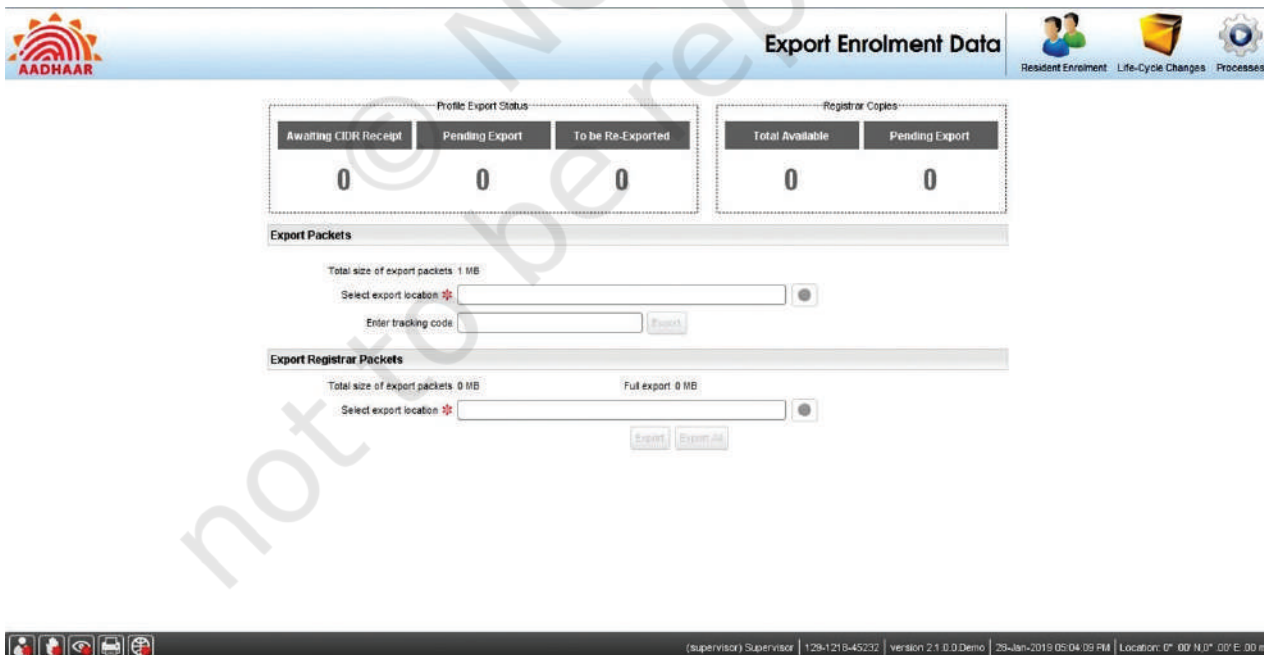 AADHAAR
Export Enrolment Data
Resident Enrolment Life-Cycle Changes Processes
Profile Export Status Registrar Copies
Awaiting CIDR Receipt Pending Export To be Re-Exported Total Available Pending Export
0 0 0 0 0
Export Packets
Total size of export packets 1 MB
Select export location *
Enter tracking code Export
Export Registrar Packets
Total size of export packets 0 MB Full export 0 MB
Select export location *
Export Export All
(supervisor) Supervisor | 129-1218-45232 | version 2.1.0.0.Demo | 28-Jan-2019 05:04:09 PM | Location: 0° 00' N,0° 00' E
not to be rep
© N